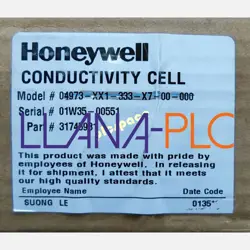 Honeywell
CONDUCTIVITY CELL
Model # 04973-XX1-333-X7-00-000
Serial # 01W35-00551
LLANA-PLC
This product was made with pride by
employees of Honeywell. In releasing
it for shipment, I attest that it meets
our high quality standards.
Employee Name Date Code
SUONG LE 0135